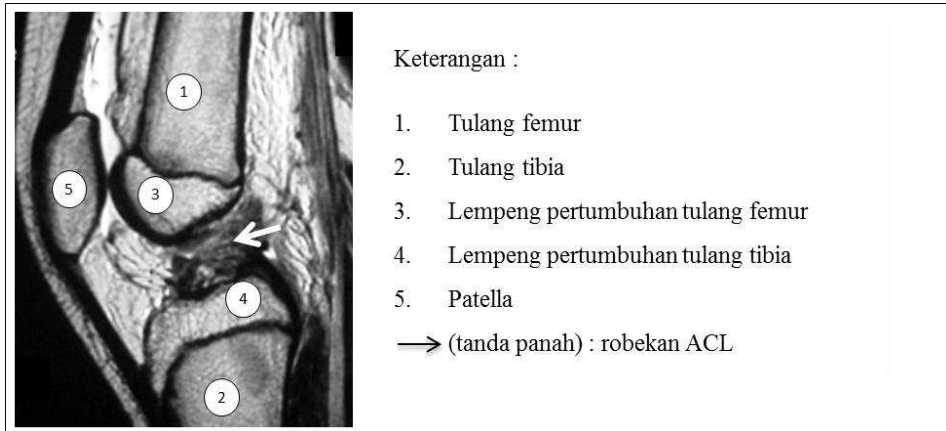 Keterangan :
1. Tulang femur
2. Tulang tibia
3. Lempeng pertumbuhan tulang femur
4. Lempeng pertumbuhan tulang tibia
5. Patella
(tanda panah) : robekan ACL
1
3
5
4
2